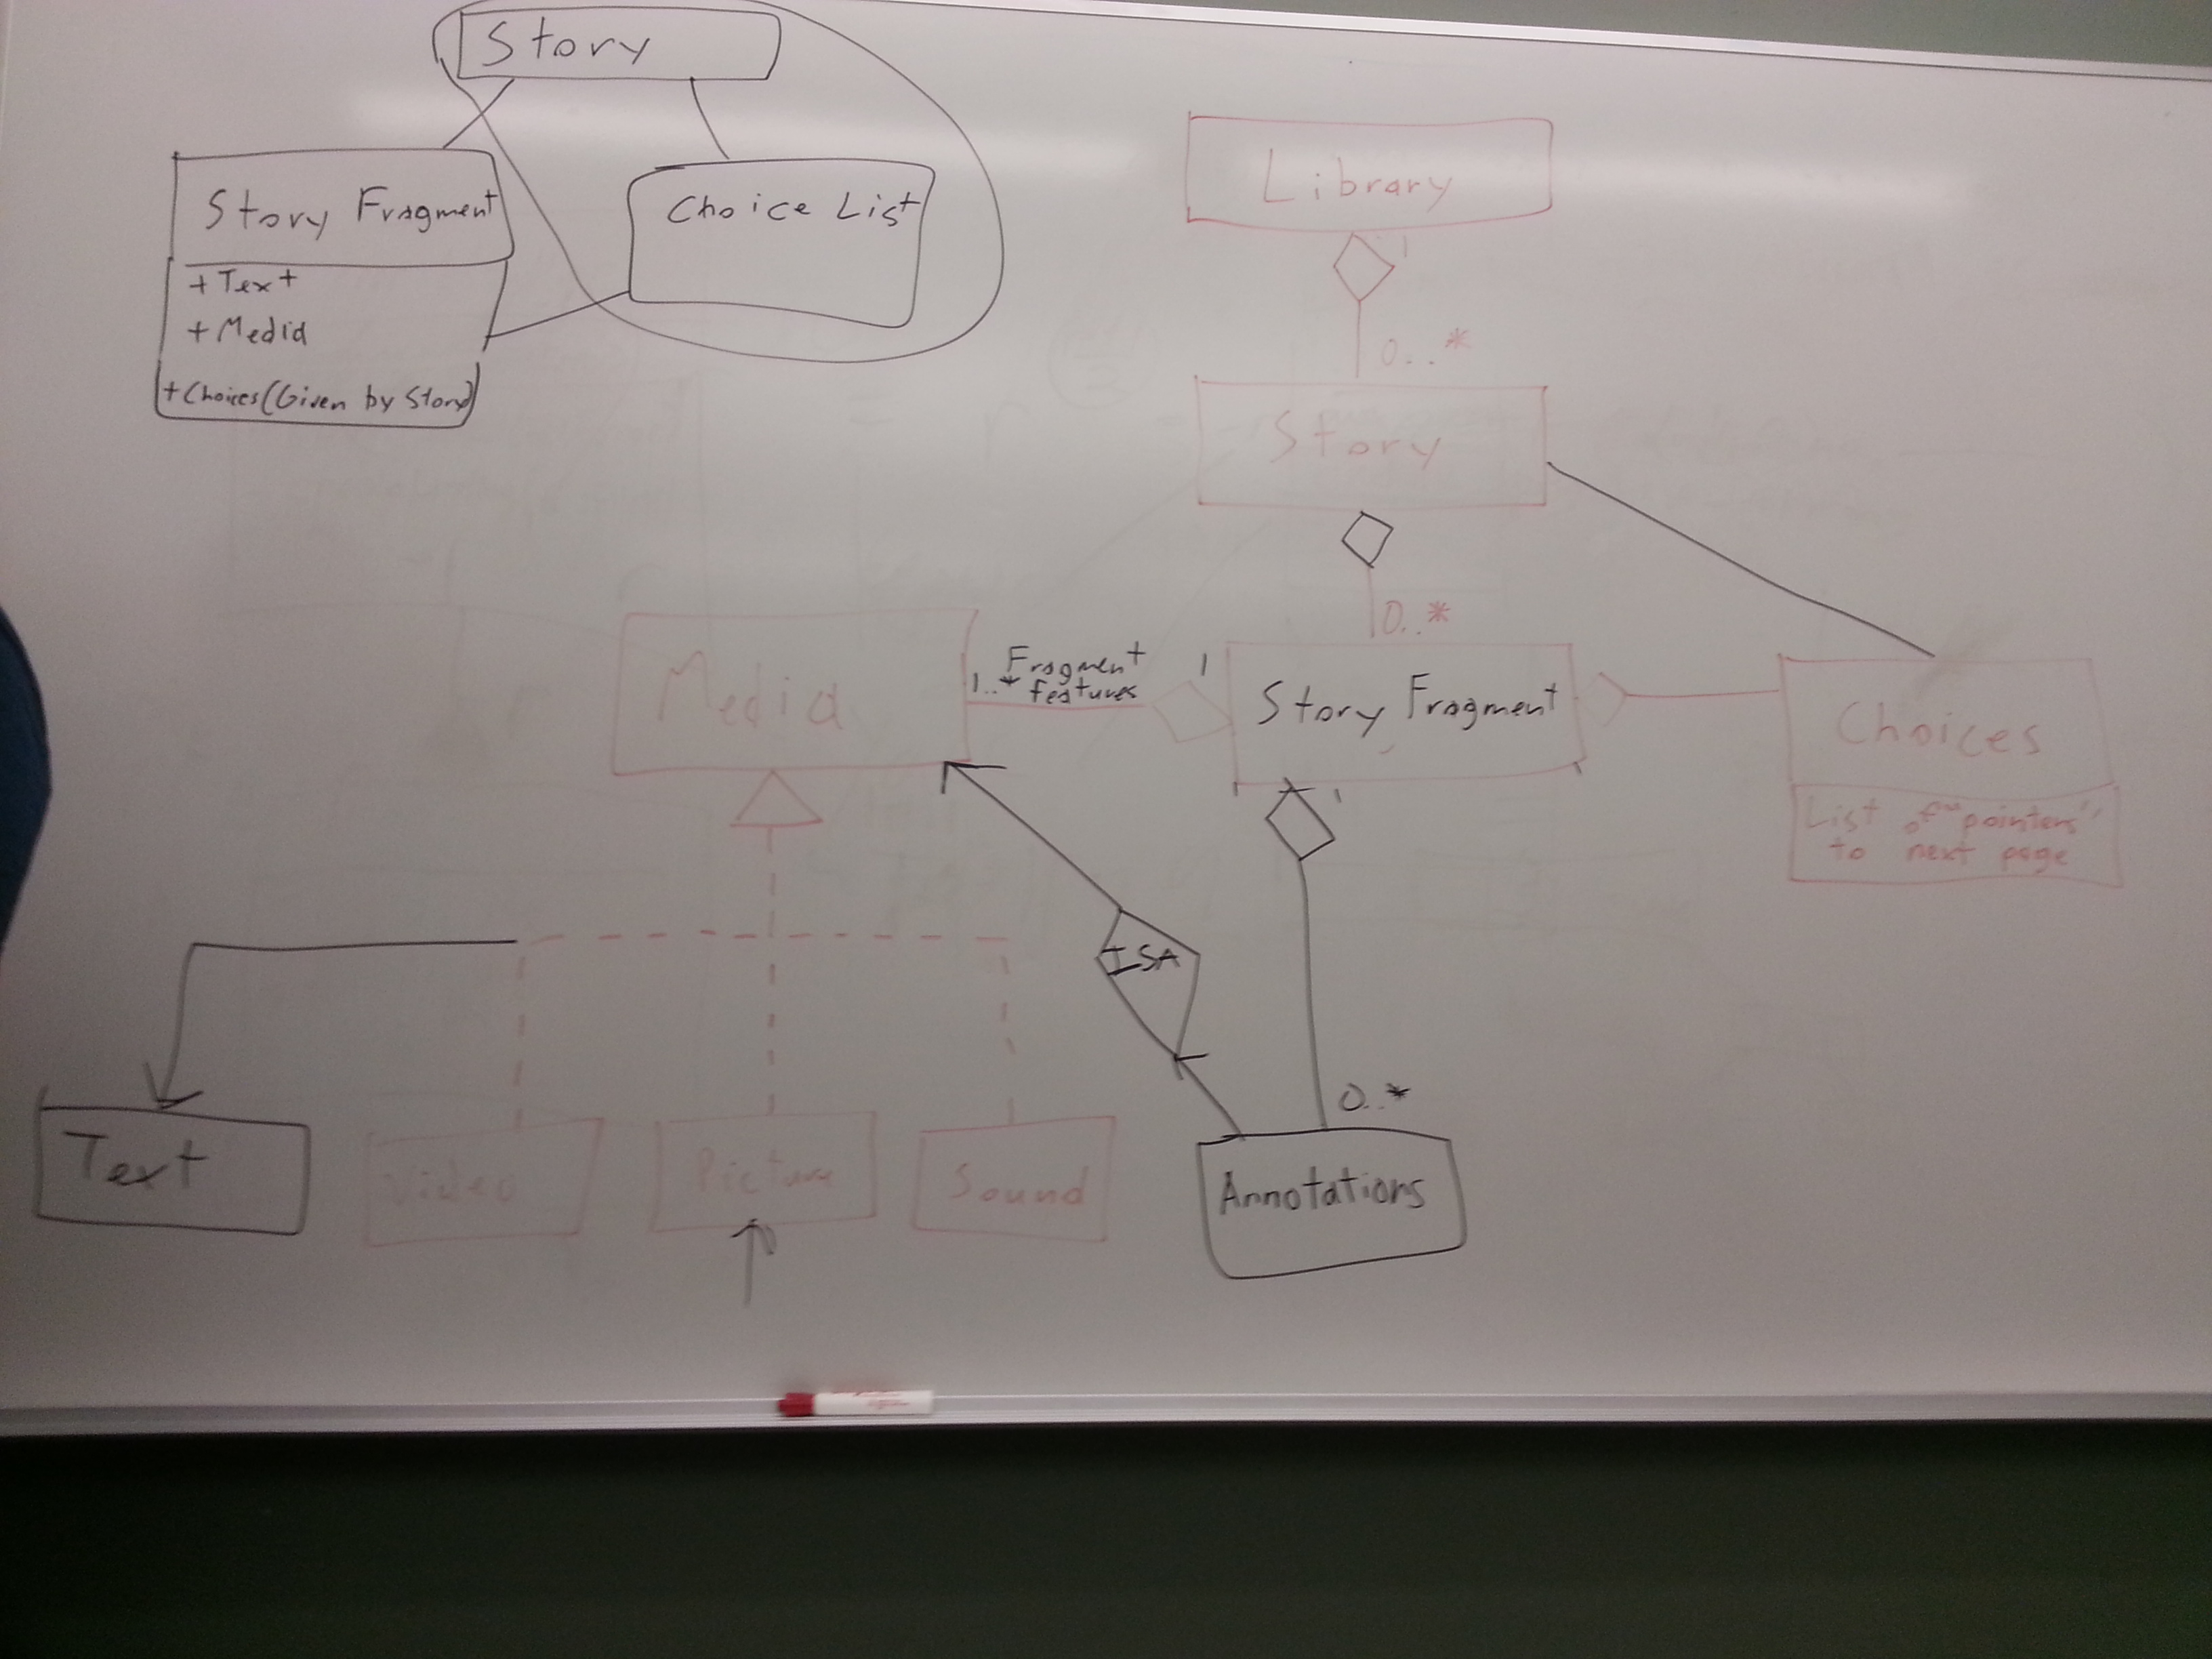 Story
Story Fragment
+ Text
+ Media
+ Choices (Given by Story)
Choice List
Library
1
0..*
Story
0..*
Media
1..*
Fragment
features
1
Story Fragment
Choices
List of "pointers"
to next page
1
ISA
0..*
Text
Video
Picture
Sound
Annotations